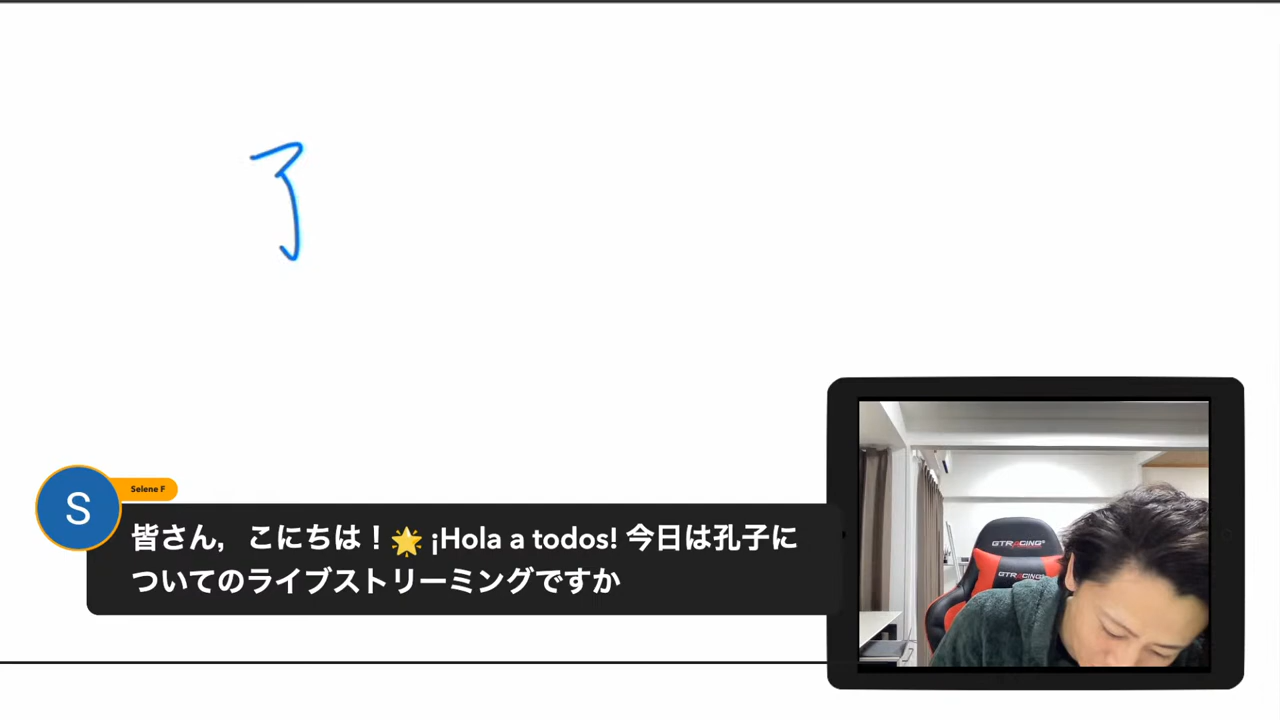 了
Selene F
S
皆さん，こにちは！🌟 ¡Hola a todos! 今日は孔子に
ついてのライブストリーミングですか
GTRACING
GTRACING